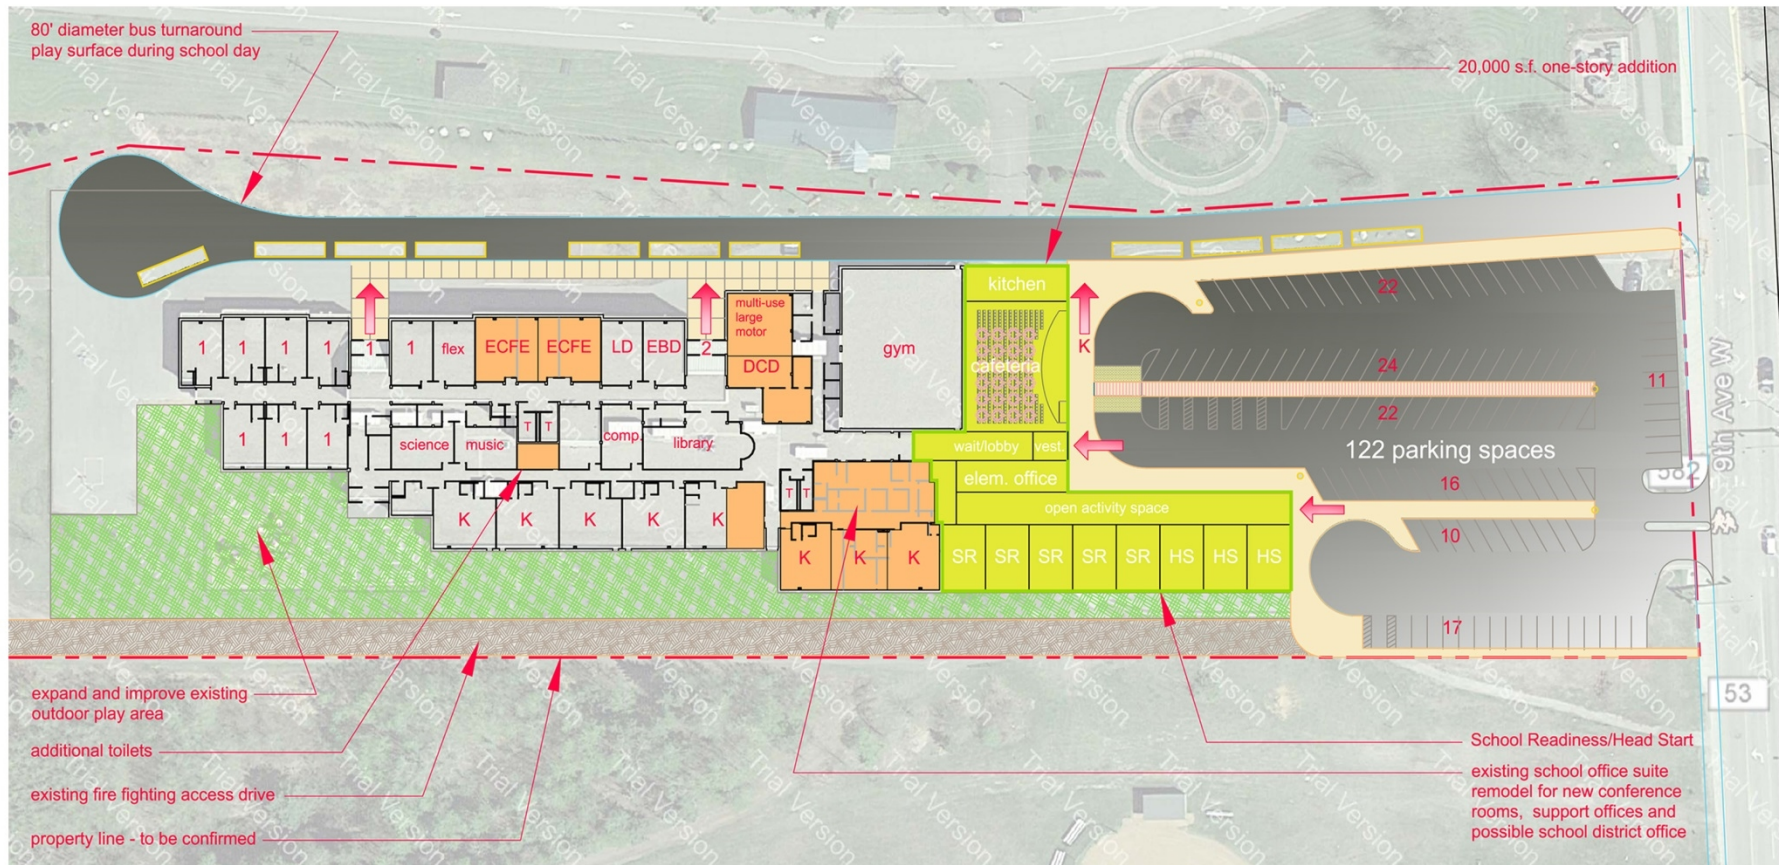 80' diameter bus turnaround
play surface during school day
20,000 s.f. one-story addition
kitchen
22
multi-use
large
motor
1 1 1 1 1 1 flex ECFE ECFE LD EBD 2
DCD
gym
K
cafeteria
24
11
22
9th Ave W
1 1 1
science
music
T T
comp.
library
wait/lobby
vest.
122 parking spaces
582
elem. office
16
K K K K K
T T
open activity space
10
K K K
SR SR SR SR SR HS HS HS
17
53
expand and improve existing
outdoor play area
additional toilets
existing fire fighting access drive
property line - to be confirmed
School Readiness/Head Start
existing school office suite
remodel for new conference
rooms, support offices and
possible school district office
Trial Version